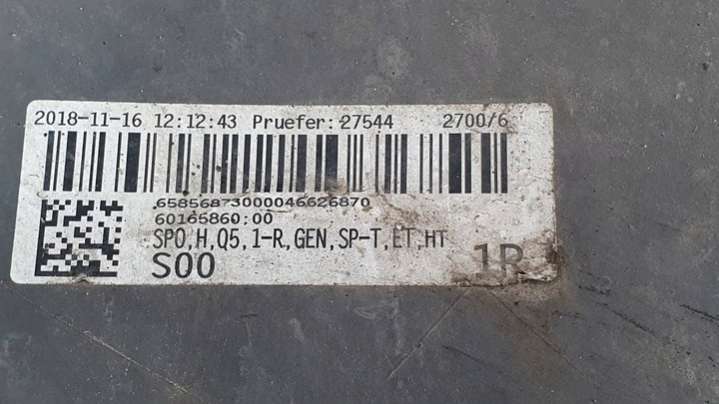 2018-11-16 12:12:43 Pruefer:27544 2700/6
65856873000046626870
60165860:00
SPO,H,Q5,1-R,GEN,SP-T,ET,HT
S00 1R